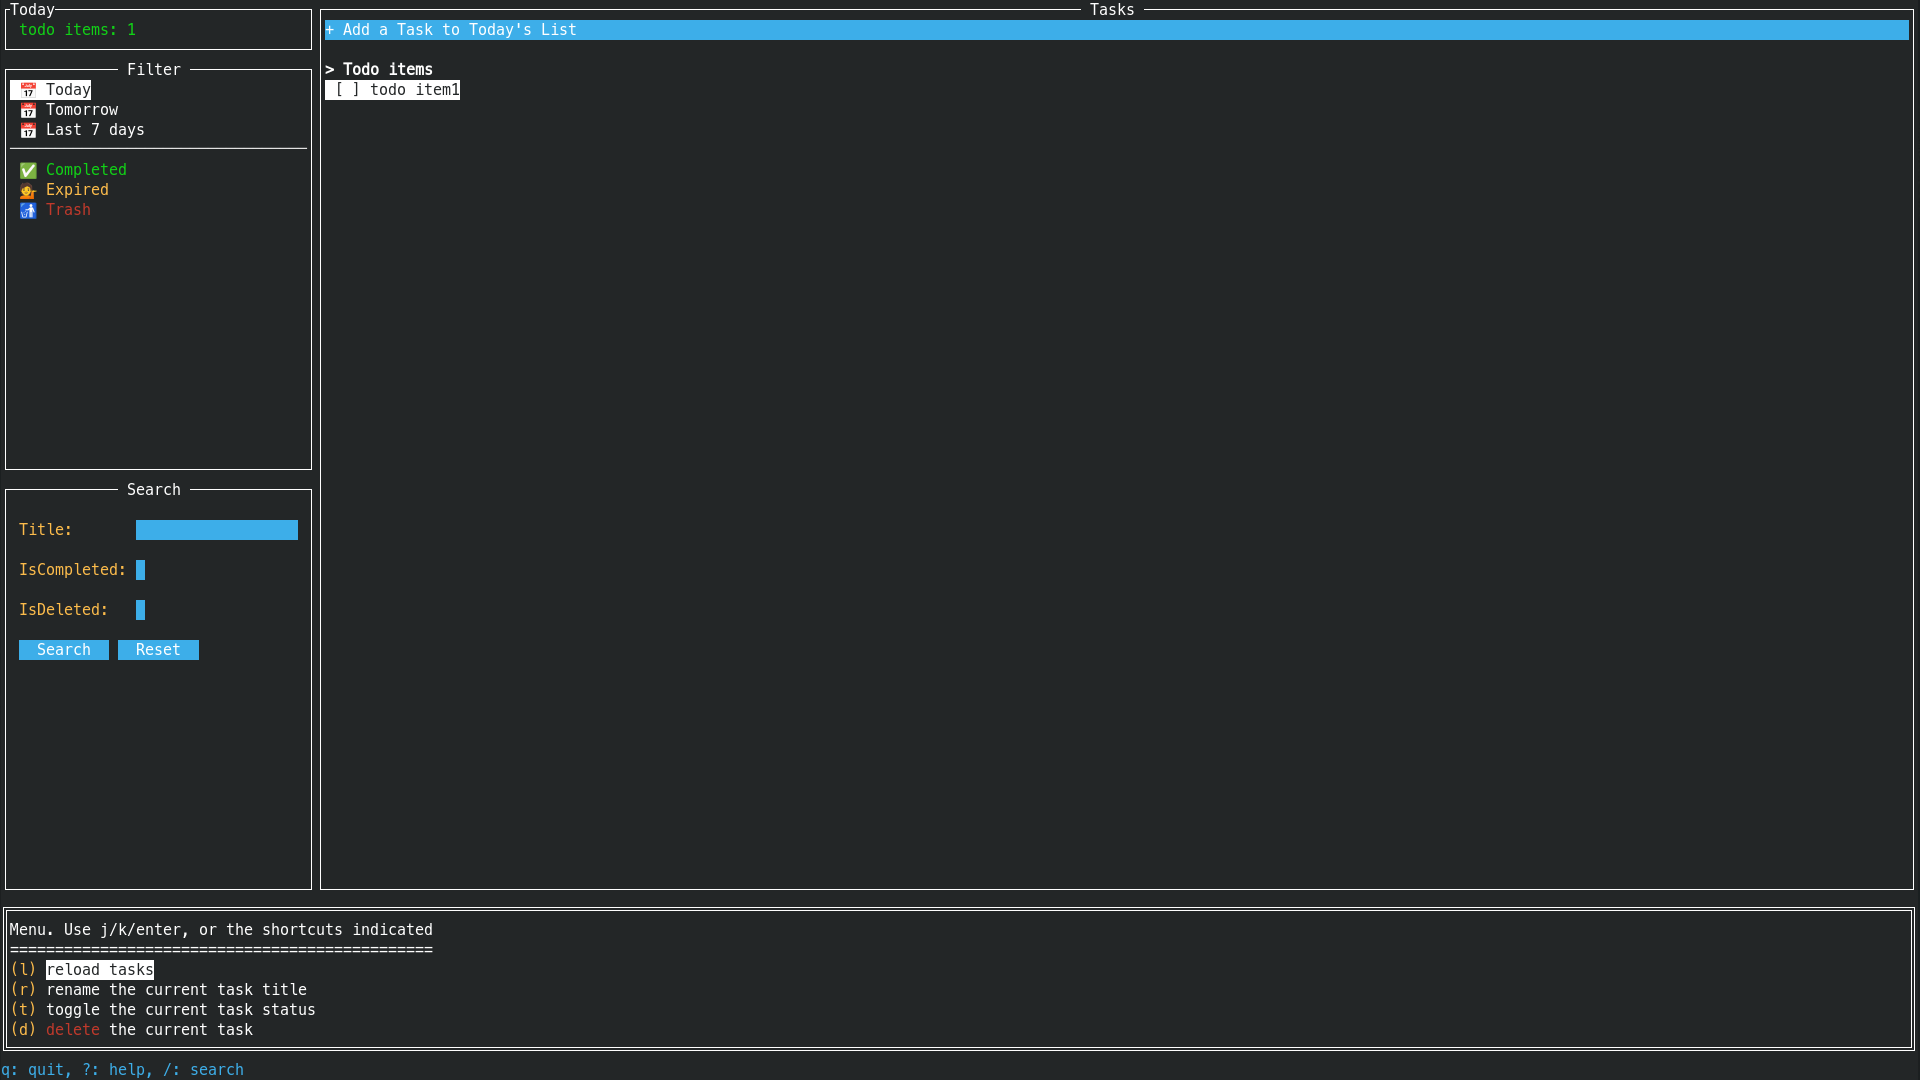 Today
todo items: 1
Filter
Today
Tomorrow
Last 7 days
Completed
Expired
Trash
Search
Title:
IsCompleted:
IsDeleted:
Search Reset
Tasks
+ Add a Task to Today's List
> Todo items
[ ] todo item1
Menu. Use j/k/enter, or the shortcuts indicated
===============================================
(l) reload tasks
(r) rename the current task title
(t) toggle the current task status
(d) delete the current task
q: quit, ?: help, /: search